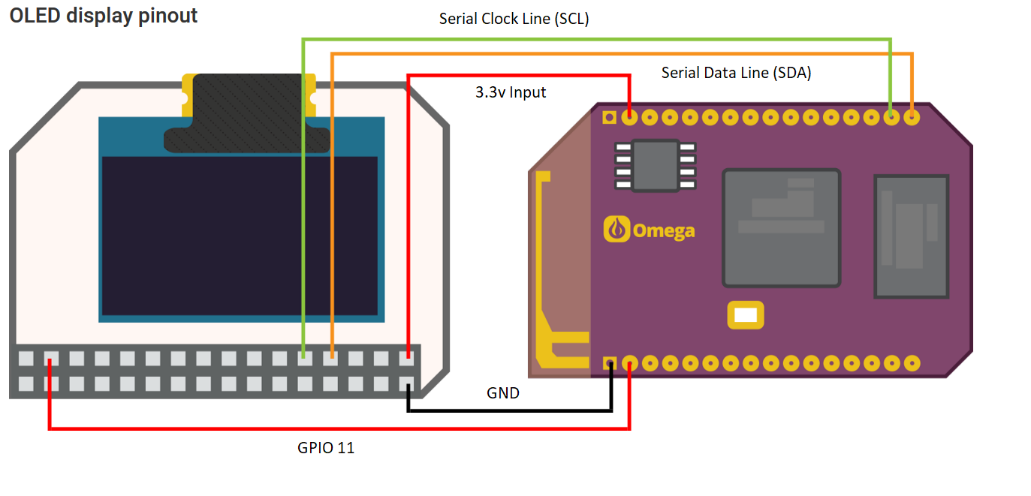 OLED display pinout
Serial Clock Line (SCL)
Serial Data Line (SDA)
3.3v Input
Omega
GND
GPIO 11